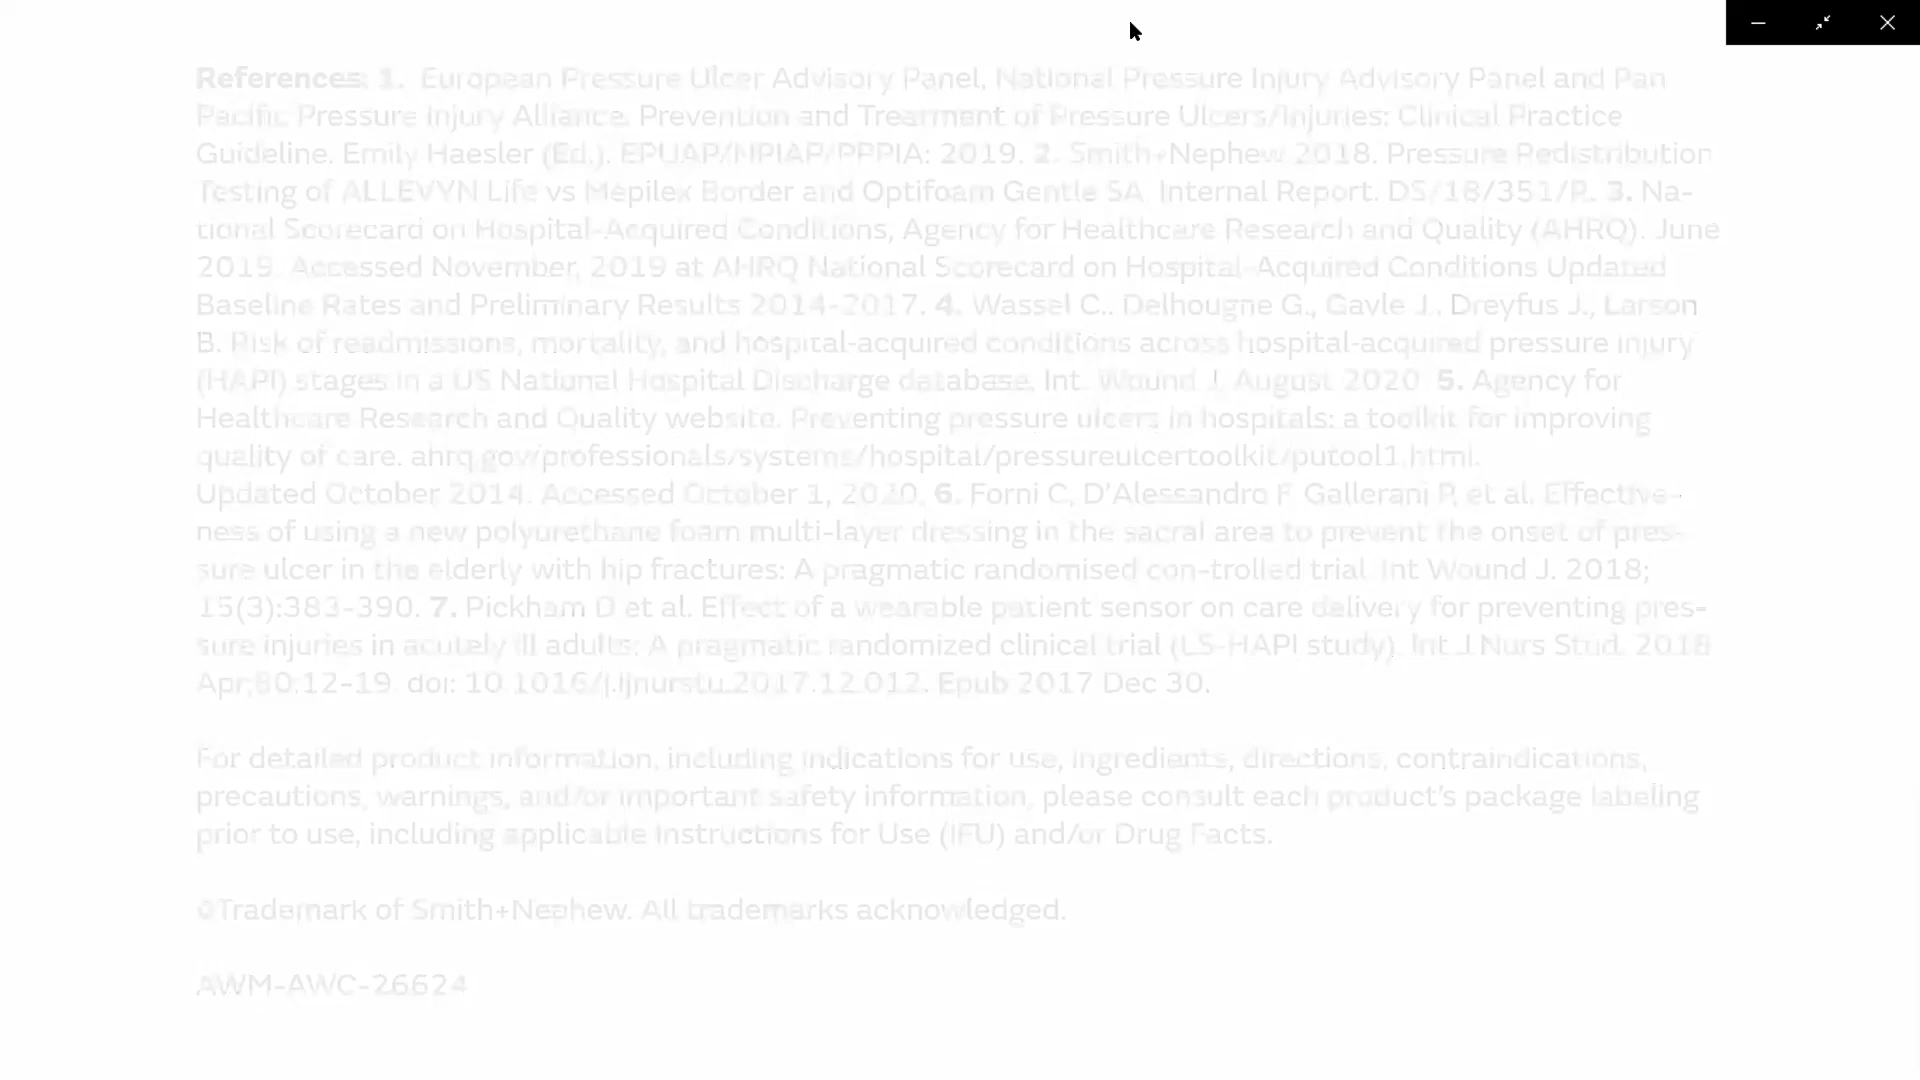 References: 1. European Pressure Ulcer Advisory Panel, National Pressure Injury Advisory Panel and Pan
Pacific Pressure Injury Alliance. Prevention and Treatment of Pressure Ulcers/Injuries: Clinical Practice
Guideline. Emily Haesler (Ed.). EPUAP/NPIAP/PPPIA: 2019. 2. Smith+Nephew 2018. Pressure Redistribution
Testing of ALLEVYN Life vs Mepilex Border and Optifoam Gentle SA. Internal Report. DS/18/351/R. 3. Na-
tional Scorecard on Hospital-Acquired Conditions, Agency for Healthcare Research and Quality (AHRQ). June
2019. Accessed November, 2019 at AHRQ National Scorecard on Hospital-Acquired Conditions Updated
Baseline Rates and Preliminary Results 2014-2017. 4. Wassel C., Delhougne G., Gayle J., Dreyfus J., Larson
B. Risk of readmissions, mortality, and hospital-acquired conditions across hospital-acquired pressure injury
(HAPI) stages in a US National Hospital Discharge database. Int. Wound J, August 2020 5. Agency for
Healthcare Research and Quality website. Preventing pressure ulcers in hospitals: a toolkit for improving
quality of care. ahrq.gov/professionals/systems/hospital/pressureulcertoolkit/putool1.html.
Updated October 2014. Accessed October 1, 2020. 6. Forni C, D'Alessandro F, Gallerani P, et al. Effective-
ness of using a new polyurethane foam multi-layer dressing in the sacral area to prevent the onset of pres-
sure ulcer in the elderly with hip fractures: A pragmatic randomised con-trolled trial. Int Wound J. 2018;
15(3):383-390. 7. Pickham D et al. Effect of a wearable patient sensor on care delivery for preventing pres-
sure injuries in acutely ill adults: A pragmatic randomized clinical trial (LS-HAPI study). Int J Nurs Stud. 2018
Apr;80:12-19. doi: 10.1016/j.ijnurstu.2017.12.012. Epub 2017 Dec 30.
For detailed product information, including indications for use, ingredients, directions, contraindications,
precautions, warnings, and/or important safety information, please consult each product's package labeling
prior to use, including applicable Instructions for Use (IFU) and/or Drug Facts.
◊Trademark of Smith+Nephew. All trademarks acknowledged.
AWM-AWC-26624